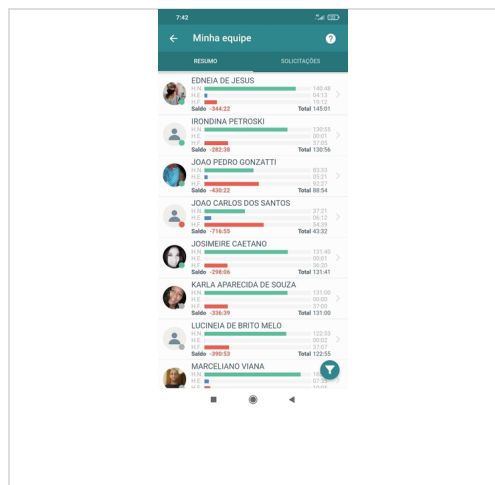 7:42
Minha equipe
?
RESUMO SOLICITAÇÕES
EDNEIA DE JESUS
H.N. 140:48
H.E. 04:13
H.F. 19:12
Saldo -344:22 Total 145:01
IRONDINA PETROSKI
H.N. 130:55
H.E. 00:01
H.F. 37:05
Saldo -282:38 Total 130:56
JOAO PEDRO GONZATTI
H.N. 83:33
H.E. 05:21
H.F. 92:27
Saldo -430:22 Total 88:54
JOAO CARLOS DOS SANTOS
H.N. 37:21
H.E. 06:12
H.F. 54:39
Saldo -716:55 Total 43:32
JOSIMEIRE CAETANO
H.N. 131:40
H.E. 00:01
H.F. 36:20
Saldo -298:06 Total 131:41
KARLA APARECIDA DE SOUZA
H.N. 131:00
H.E. 00:00
H.F. 37:00
Saldo -336:39 Total 131:00
LUCINEIA DE BRITO MELO
H.N. 122:53
H.E. 00:02
H.F. 37:07
Saldo -390:53 Total 122:55
MARCELIANO VIANA
H.N.
H.E.
H.F.